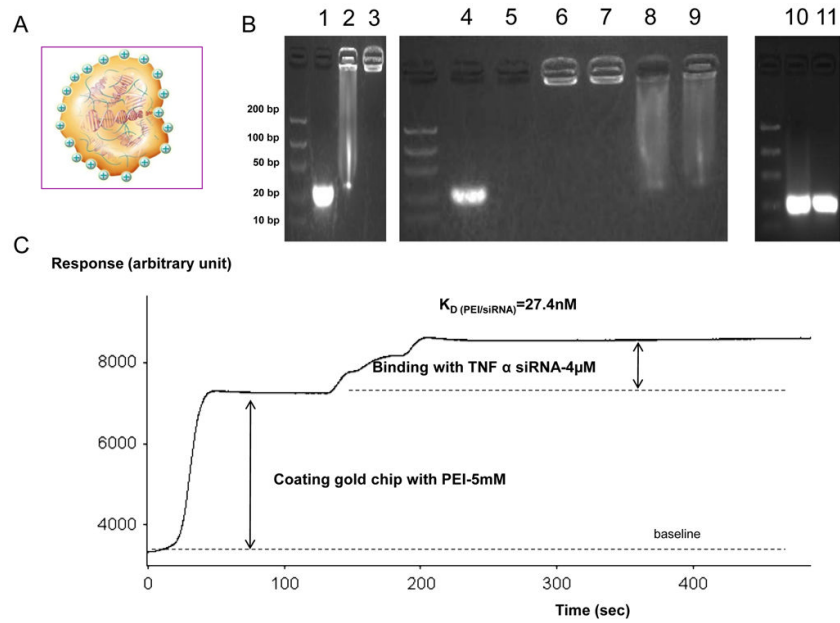 A
B
1 2 3
4 5 6 7 8 9
10 11
200 bp
100 bp
50 bp
20 bp
10 bp
C
Response (arbitrary unit)
K_D (PEI/siRNA)=27.4nM
8000
Binding with TNF α siRNA-4μM
6000
Coating gold chip with PEI-5mM
4000
baseline
0 100 200 300 400
Time (sec)